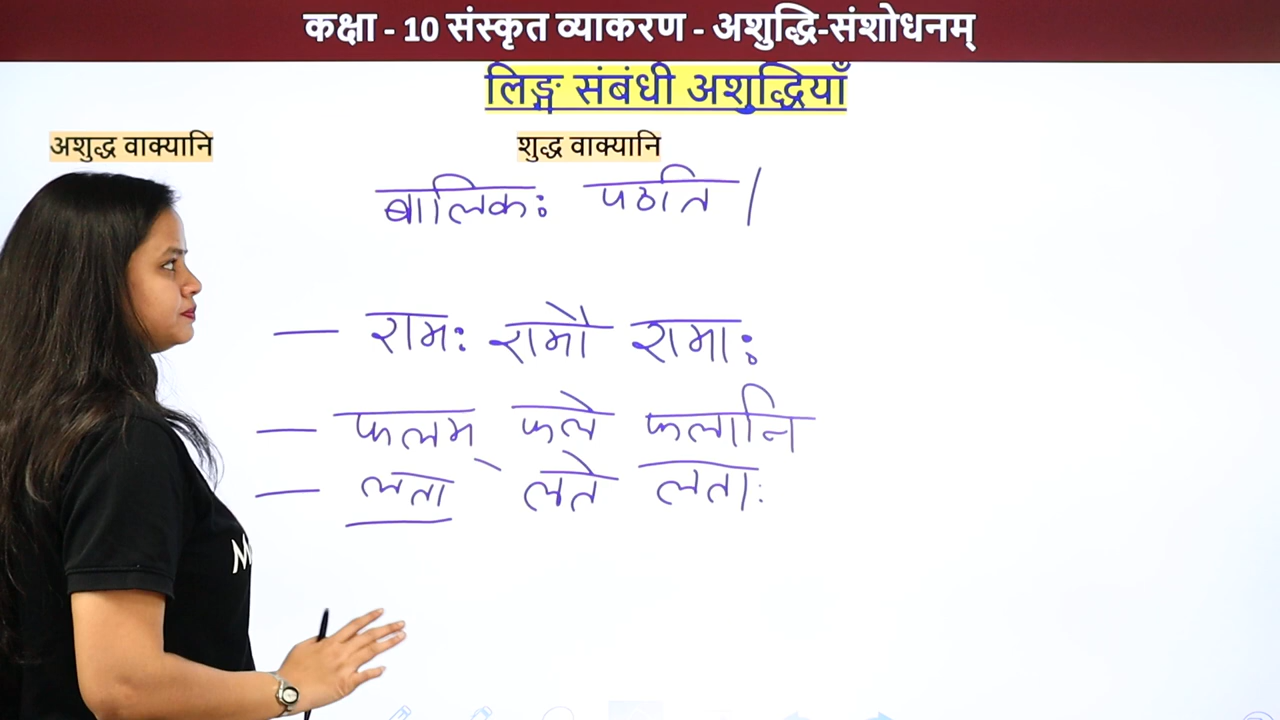 कक्षा - 10 संस्कृत व्याकरण - अशुद्धि-संशोधनम्
लिङ्ग संबंधी अशुद्धियाँ
अशुद्ध वाक्यानि शुद्ध वाक्यानि
बालिकः पठति |
— रामः रामौ रामाः
— फलम् फले फलानि
— लता लते लताः